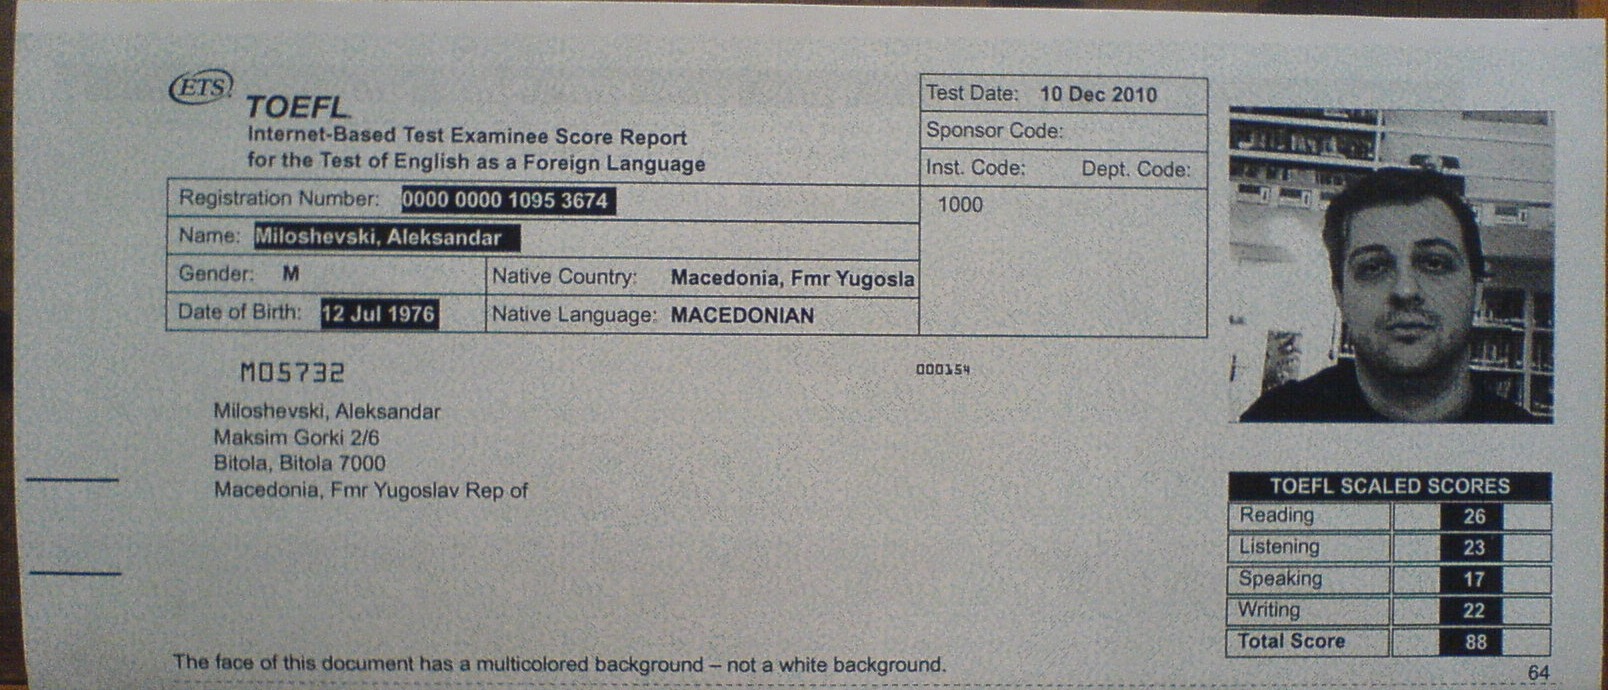 ETS
TOEFL
Internet-Based Test Examinee Score Report
for the Test of English as a Foreign Language
Test Date: 10 Dec 2010
Sponsor Code:
Inst. Code: Dept. Code:
1000
Registration Number: 0000 0000 1095 3674
Name: Miloshevski, Aleksandar
Gender: M
Native Country: Macedonia, Fmr Yugosla
Date of Birth: 12 Jul 1976
Native Language: MACEDONIAN
M05732
000154
Miloshevski, Aleksandar
Maksim Gorki 2/6
Bitola, Bitola 7000
Macedonia, Fmr Yugoslav Rep of
TOEFL SCALED SCORES
Reading 26
Listening 23
Speaking 17
Writing 22
Total Score 88
The face of this document has a multicolored background – not a white background.
64